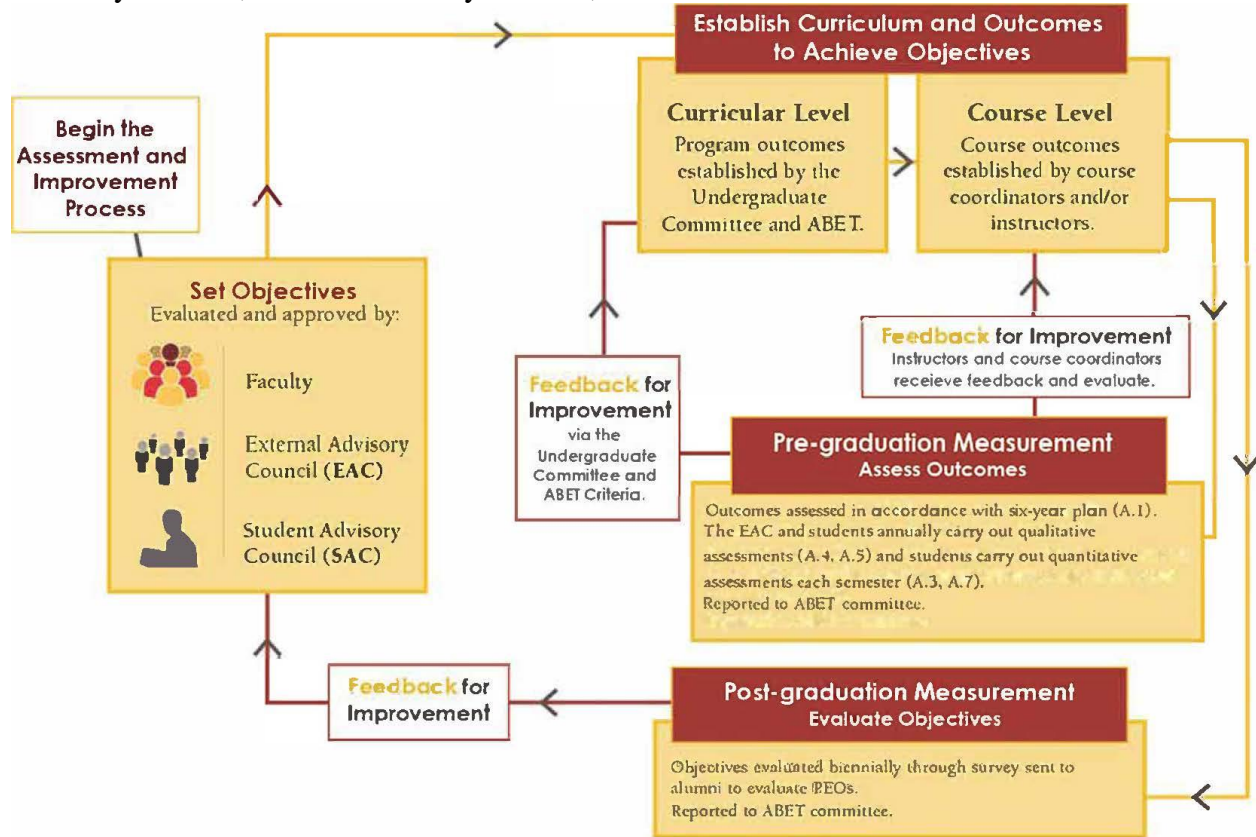 Establish Curriculum and Outcomes
to Achieve Objectives
Begin the
Assessment and
Improvement
Process
Curricular Level
Program outcomes
established by the
Undergraduate
Committee and ABET.
Course Level
Course outcomes
established by course
coordinators and/or
instructors.
Set Objectives
Evaluated and approved by:
Faculty
External Advisory
Council (EAC)
Student Advisory
Council (SAC)
Feedback for
Improvement
via the
Undergraduate
Committee and
ABET Criteria.
Feedback for Improvement
Instructors and course coordinators
receieve feedback and evaluate.
Pre-graduation Measurement
Assess Outcomes
Outcomes assessed in accordance with six-year plan (A.1).
The EAC and students annually carry out qualitative
assessments (A.4, A.5) and students carry out quantitative
assessments each semester (A.3, A.7).
Reported to ABET committee.
Feedback for
Improvement
Post-graduation Measurement
Evaluate Objectives
Objectives evaluated biennially through survey sent to
alumni to evaluate PEOs.
Reported to ABET committee.